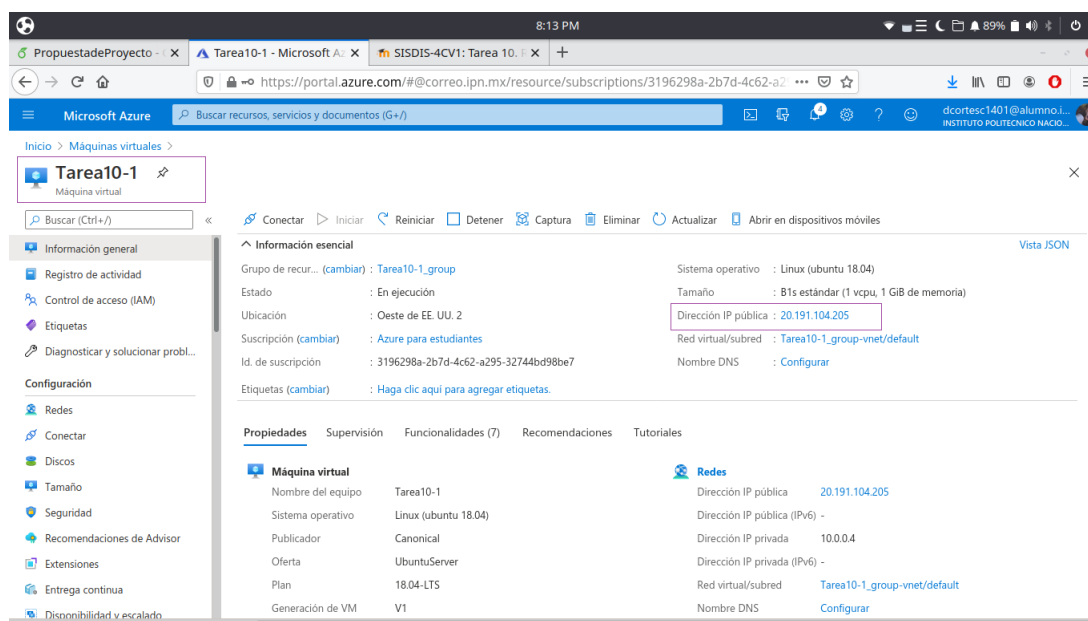 8:13 PM
89%
PropuestadeProyecto - 
Tarea10-1 - Microsoft Az
SISDIS-4CV1: Tarea 10.
https://portal.azure.com/#@correo.ipn.mx/resource/subscriptions/3196298a-2b7d-4c62-a2
Microsoft Azure
Buscar recursos, servicios y documentos (G+/)
4
dcortesc1401@alumno.i...
INSTITUTO POLITECNICO NACIO...
Inicio > Máquinas virtuales >
Tarea10-1
Máquina virtual
Buscar (Ctrl+/)
«
Conectar Iniciar Reiniciar Detener Captura Eliminar Actualizar Abrir en dispositivos móviles
Información general
Registro de actividad
Control de acceso (IAM)
Etiquetas
Diagnosticar y solucionar probl...
Configuración
Redes
Conectar
Discos
Tamaño
Seguridad
Recomendaciones de Advisor
Extensiones
Entrega continua
Disponibilidad y escalado
Información esencial
Vista JSON
Grupo de recur... (cambiar) : Tarea10-1_group
Estado : En ejecución
Ubicación : Oeste de EE. UU. 2
Suscripción (cambiar) : Azure para estudiantes
Id. de suscripción : 3196298a-2b7d-4c62-a295-32744bd98be7
Etiquetas (cambiar) : Haga clic aquí para agregar etiquetas.
Sistema operativo : Linux (ubuntu 18.04)
Tamaño : B1s estándar (1 vcpu, 1 GiB de memoria)
Dirección IP pública : 20.191.104.205
Red virtual/subred : Tarea10-1_group-vnet/default
Nombre DNS : Configurar
Propiedades Supervisión Funcionalidades (7) Recomendaciones Tutoriales
Máquina virtual
Nombre del equipo Tarea10-1
Sistema operativo Linux (ubuntu 18.04)
Publicador Canonical
Oferta UbuntuServer
Plan 18.04-LTS
Generación de VM V1
Redes
Dirección IP pública 20.191.104.205
Dirección IP pública (IPv6) -
Dirección IP privada 10.0.0.4
Dirección IP privada (IPv6) -
Red virtual/subred Tarea10-1_group-vnet/default
Nombre DNS Configurar